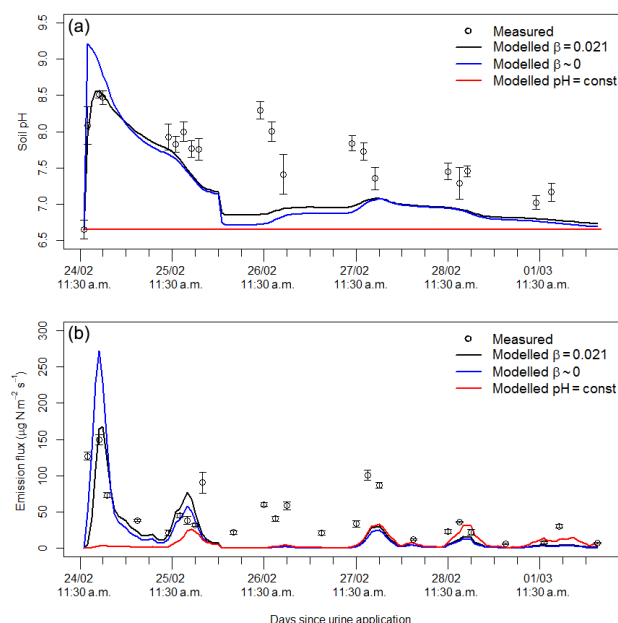 (a)
Measured
Modelled β = 0.021
Modelled β ~ 0
Modelled pH = const
Soil pH
9.5
9.0
8.5
8.0
7.5
7.0
6.5
24/02 25/02 26/02 27/02 28/02 01/03
11:30 a.m. 11:30 a.m. 11:30 a.m. 11:30 a.m. 11:30 a.m. 11:30 a.m.
(b)
Measured
Modelled β = 0.021
Modelled β ~ 0
Modelled pH = const
Emission flux (μg N m⁻² s⁻¹)
300
250
200
150
100
50
0
24/02 25/02 26/02 27/02 28/02 01/03
11:30 a.m. 11:30 a.m. 11:30 a.m. 11:30 a.m. 11:30 a.m. 11:30 a.m.
Days since urine application